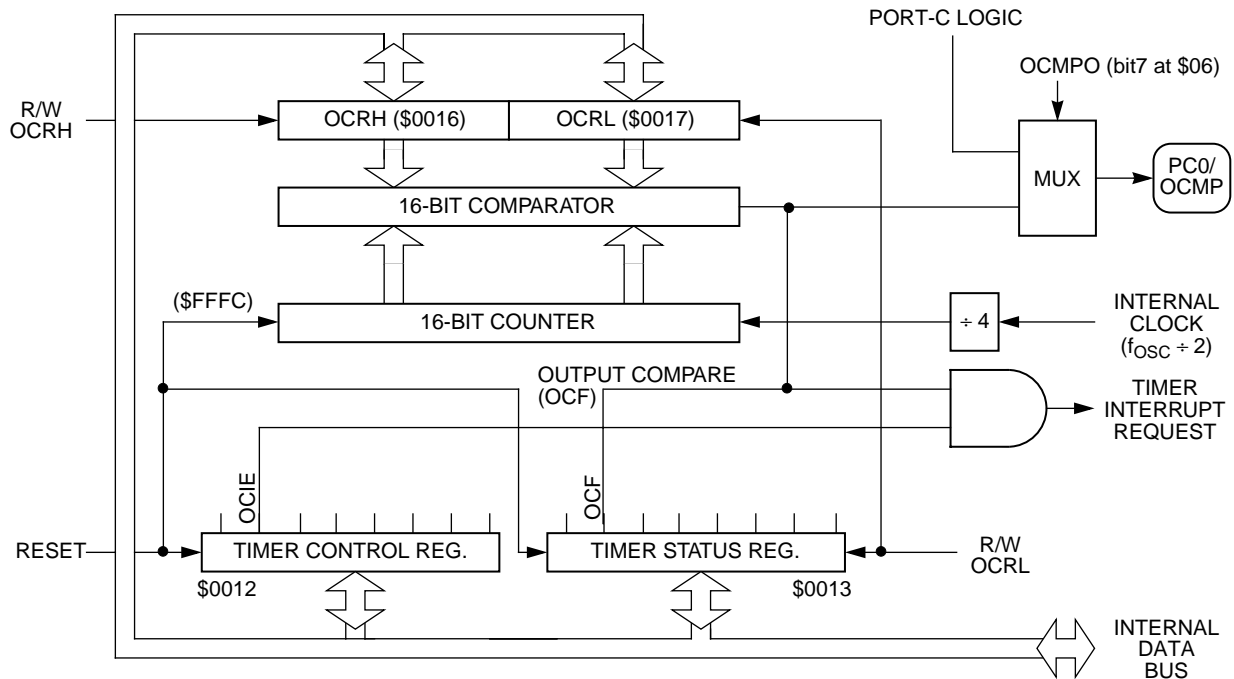 PORT-C LOGIC
OCMPO (bit7 at $06)
R/W
OCRH
OCRH ($0016)
OCRL ($0017)
MUX
PC0/
OCMP
16-BIT COMPARATOR
($FFFC)
16-BIT COUNTER
÷ 4
INTERNAL
CLOCK
(fOSC ÷ 2)
OUTPUT COMPARE
(OCF)
TIMER
INTERRUPT
REQUEST
OCIE
OCF
RESET
TIMER CONTROL REG.
TIMER STATUS REG.
R/W
OCRL
$0012
$0013
INTERNAL
DATA
BUS